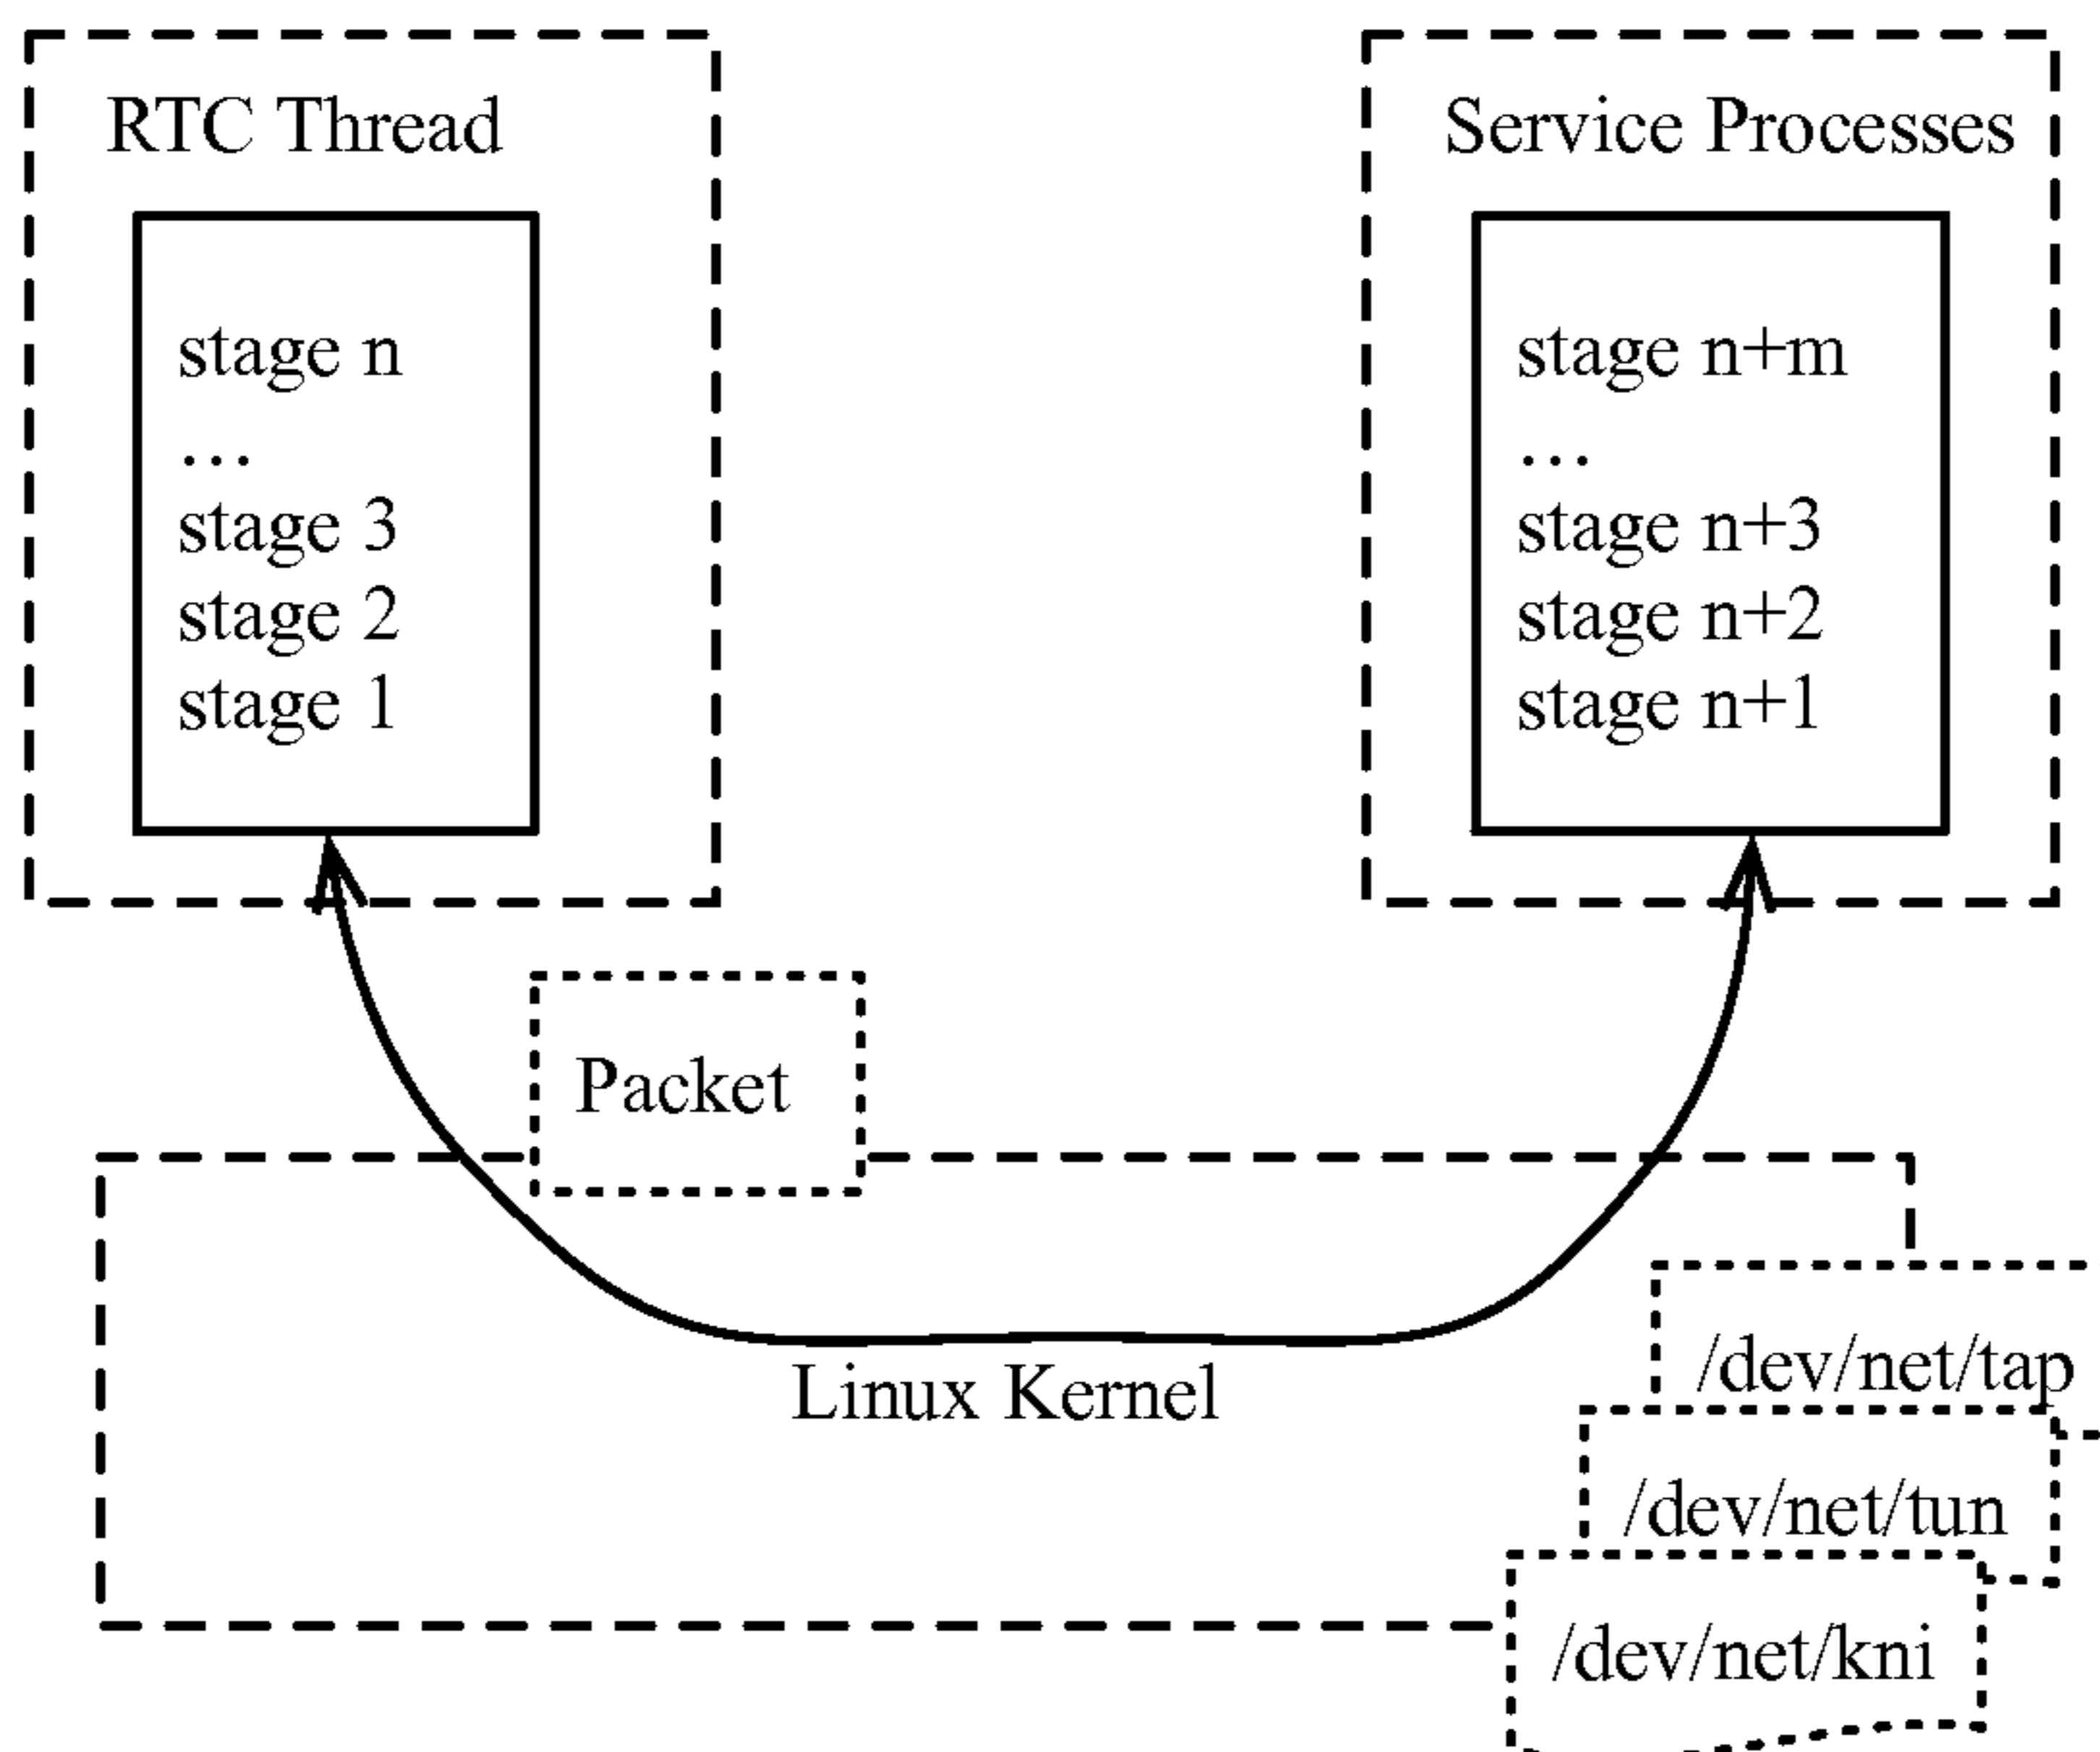 RTC Thread
stage n
...
stage 3
stage 2
stage 1
Service Processes
stage n+m
...
stage n+3
stage n+2
stage n+1
Packet
Linux Kernel
/dev/net/tap
/dev/net/tun
/dev/net/kni